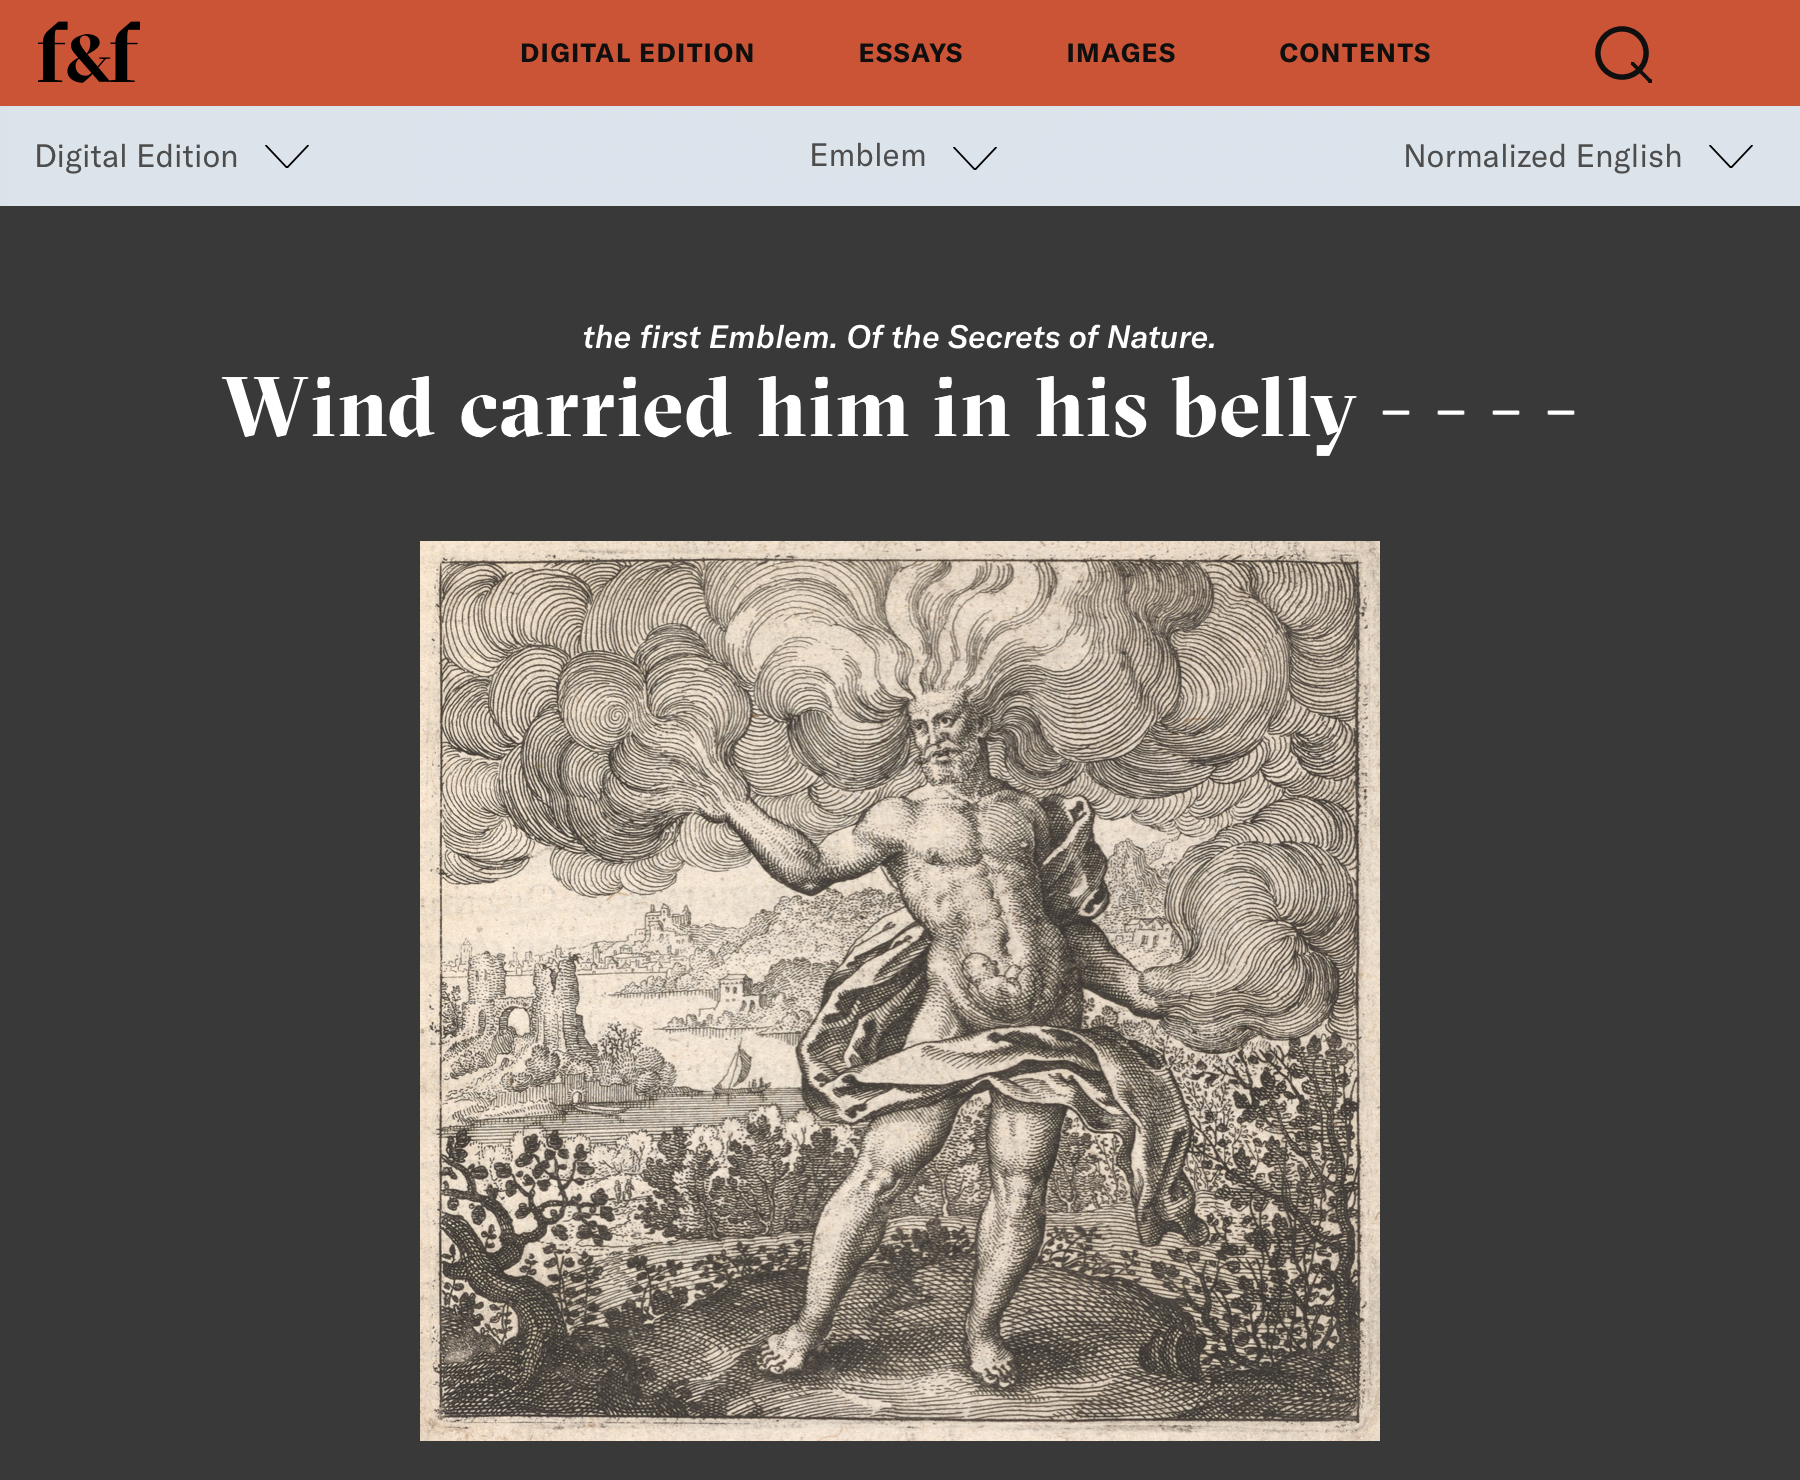 f&f
DIGITAL EDITION ESSAYS IMAGES CONTENTS
Digital Edition Emblem Normalized English
the first Emblem. Of the Secrets of Nature.
Wind carried him in his belly – – – –